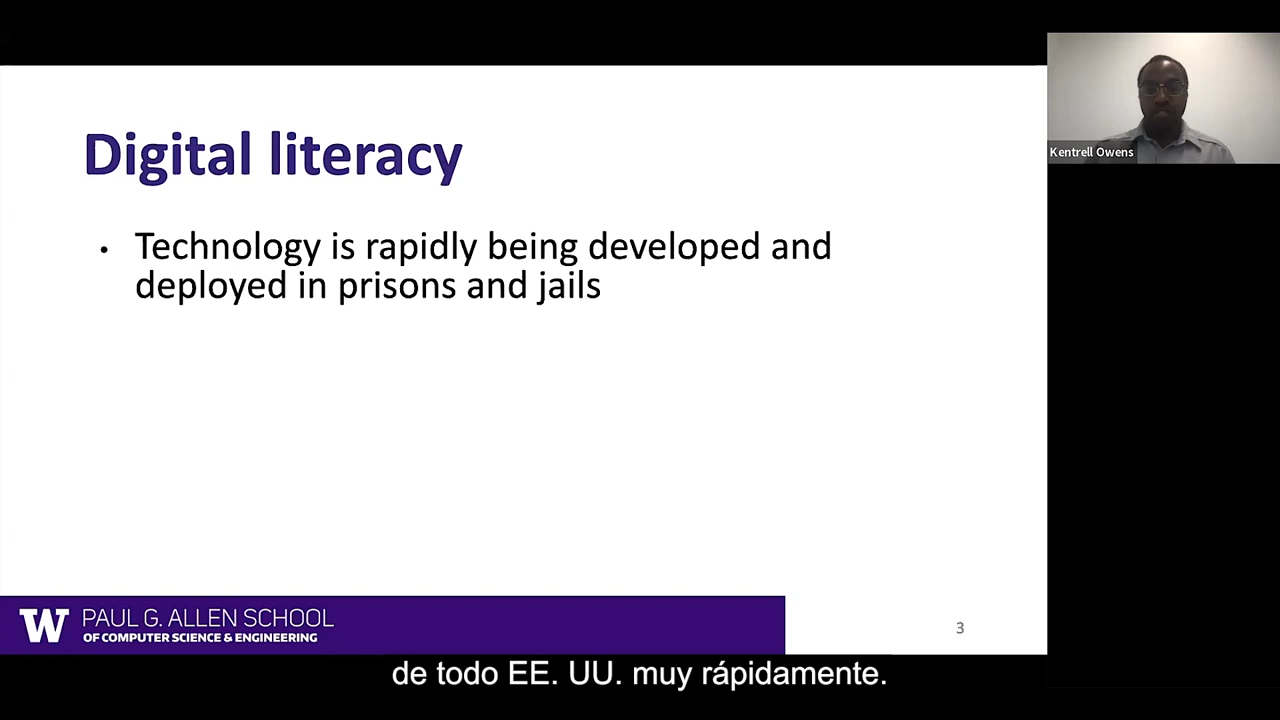 Digital literacy
• Technology is rapidly being developed and
deployed in prisons and jails
Kentrell Owens
W PAUL G. ALLEN SCHOOL
OF COMPUTER SCIENCE & ENGINEERING
3
de todo EE. UU. muy rápidamente.